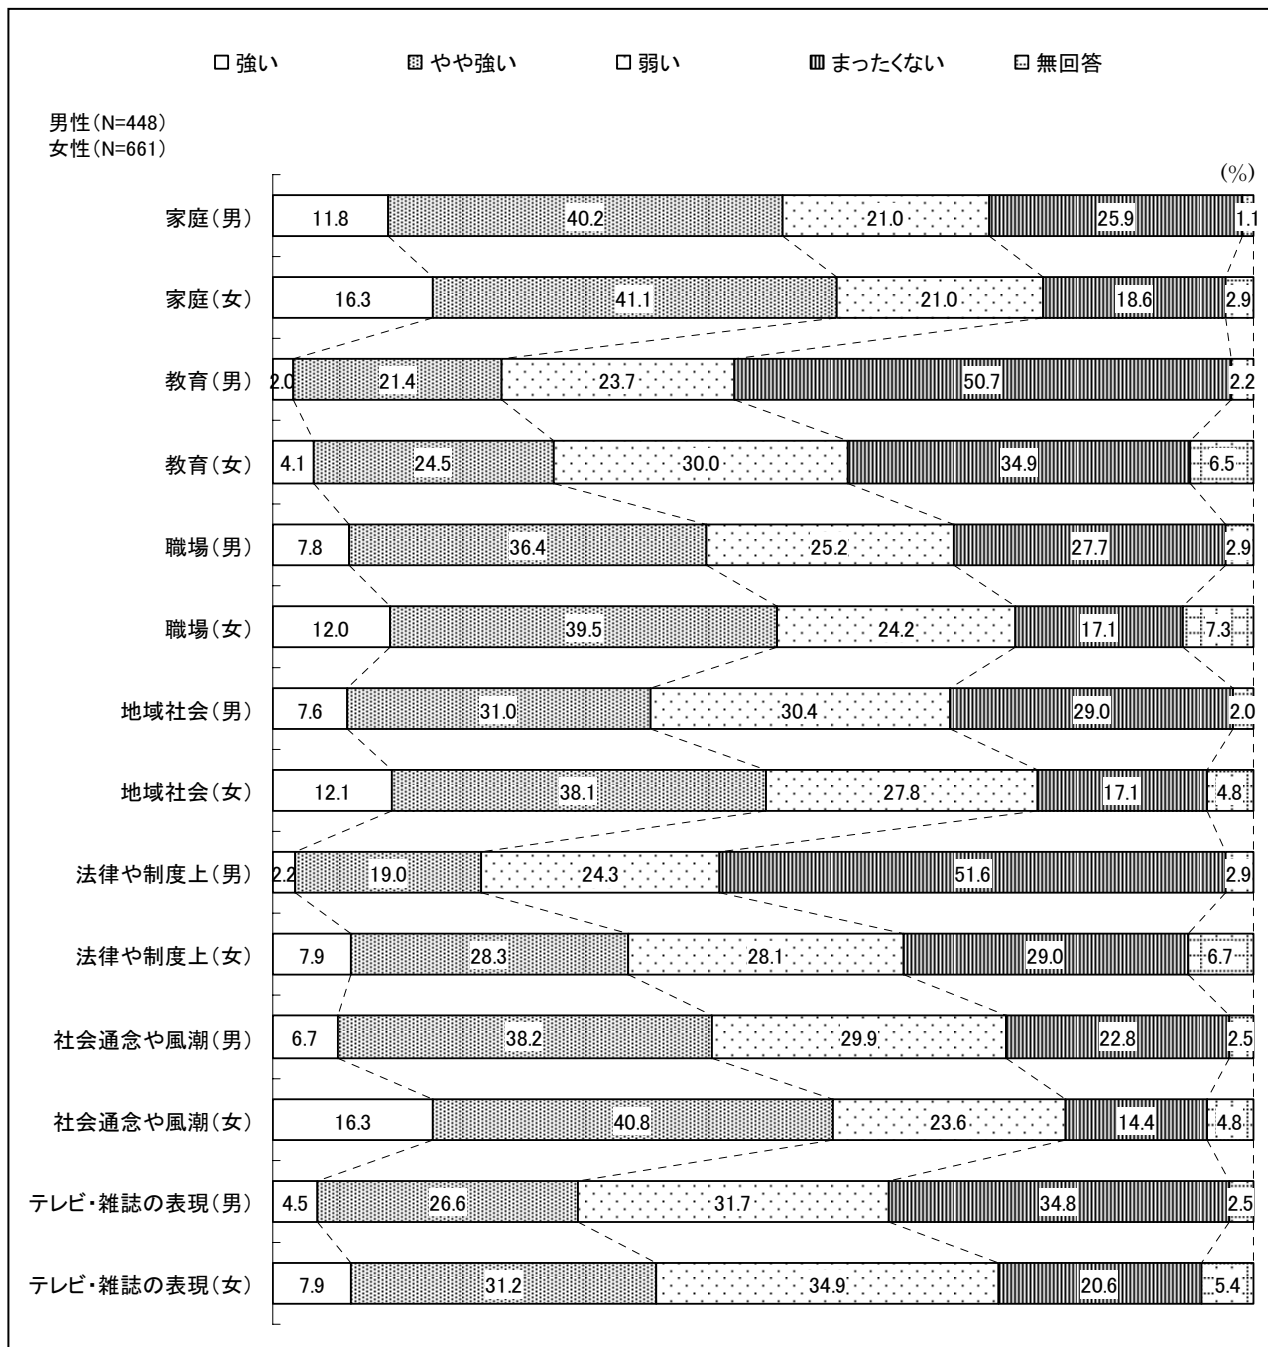 強い やや強い 弱い まったくない 無回答
男性(N=448)
女性(N=661)
(%)
家庭(男) 11.8 40.2 21.0 25.9 1.1
家庭(女) 16.3 41.1 21.0 18.6 2.9
教育(男) 2.0 21.4 23.7 50.7 2.2
教育(女) 4.1 24.5 30.0 34.9 6.5
職場(男) 7.8 36.4 25.2 27.7 2.9
職場(女) 12.0 39.5 24.2 17.1 7.3
地域社会(男) 7.6 31.0 30.4 29.0 2.0
地域社会(女) 12.1 38.1 27.8 17.1 4.8
法律や制度上(男) 2.2 19.0 24.3 51.6 2.9
法律や制度上(女) 7.9 28.3 28.1 29.0 6.7
社会通念や風潮(男) 6.7 38.2 29.9 22.8 2.5
社会通念や風潮(女) 16.3 40.8 23.6 14.4 4.8
テレビ・雑誌の表現(男) 4.5 26.6 31.7 34.8 2.5
テレビ・雑誌の表現(女) 7.9 31.2 34.9 20.6 5.4